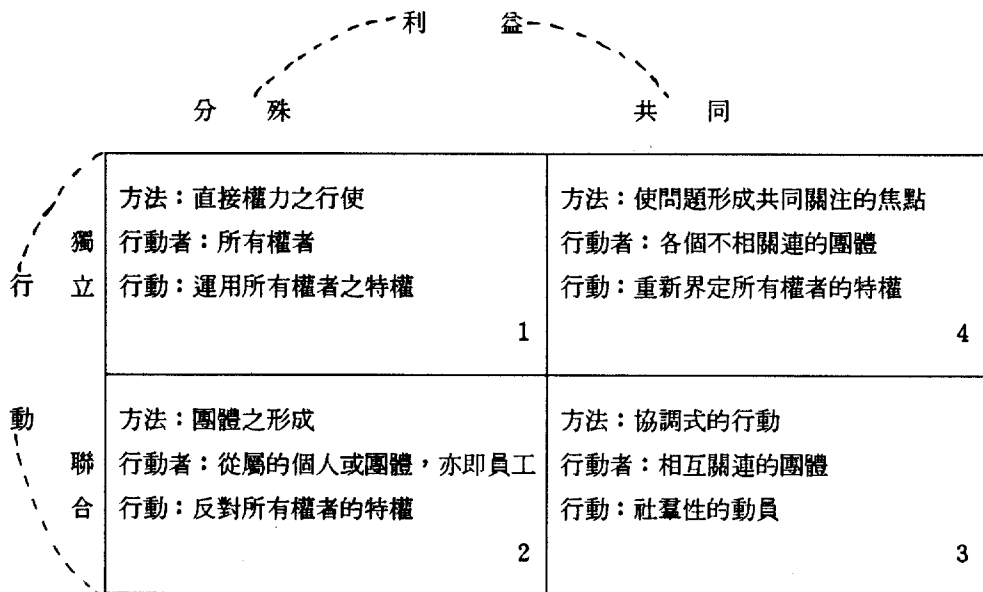 利益
分殊 共同
行動
獨立
方法：直接權力之行使
行動者：所有權者
行動：運用所有權者之特權
1
方法：使問題形成共同關注的焦點
行動者：各個不相關連的團體
行動：重新界定所有權者的特權
4
聯合
方法：團體之形成
行動者：從屬的個人或團體，亦即員工
行動：反對所有權者的特權
2
方法：協調式的行動
行動者：相互關連的團體
行動：社羣性的動員
3